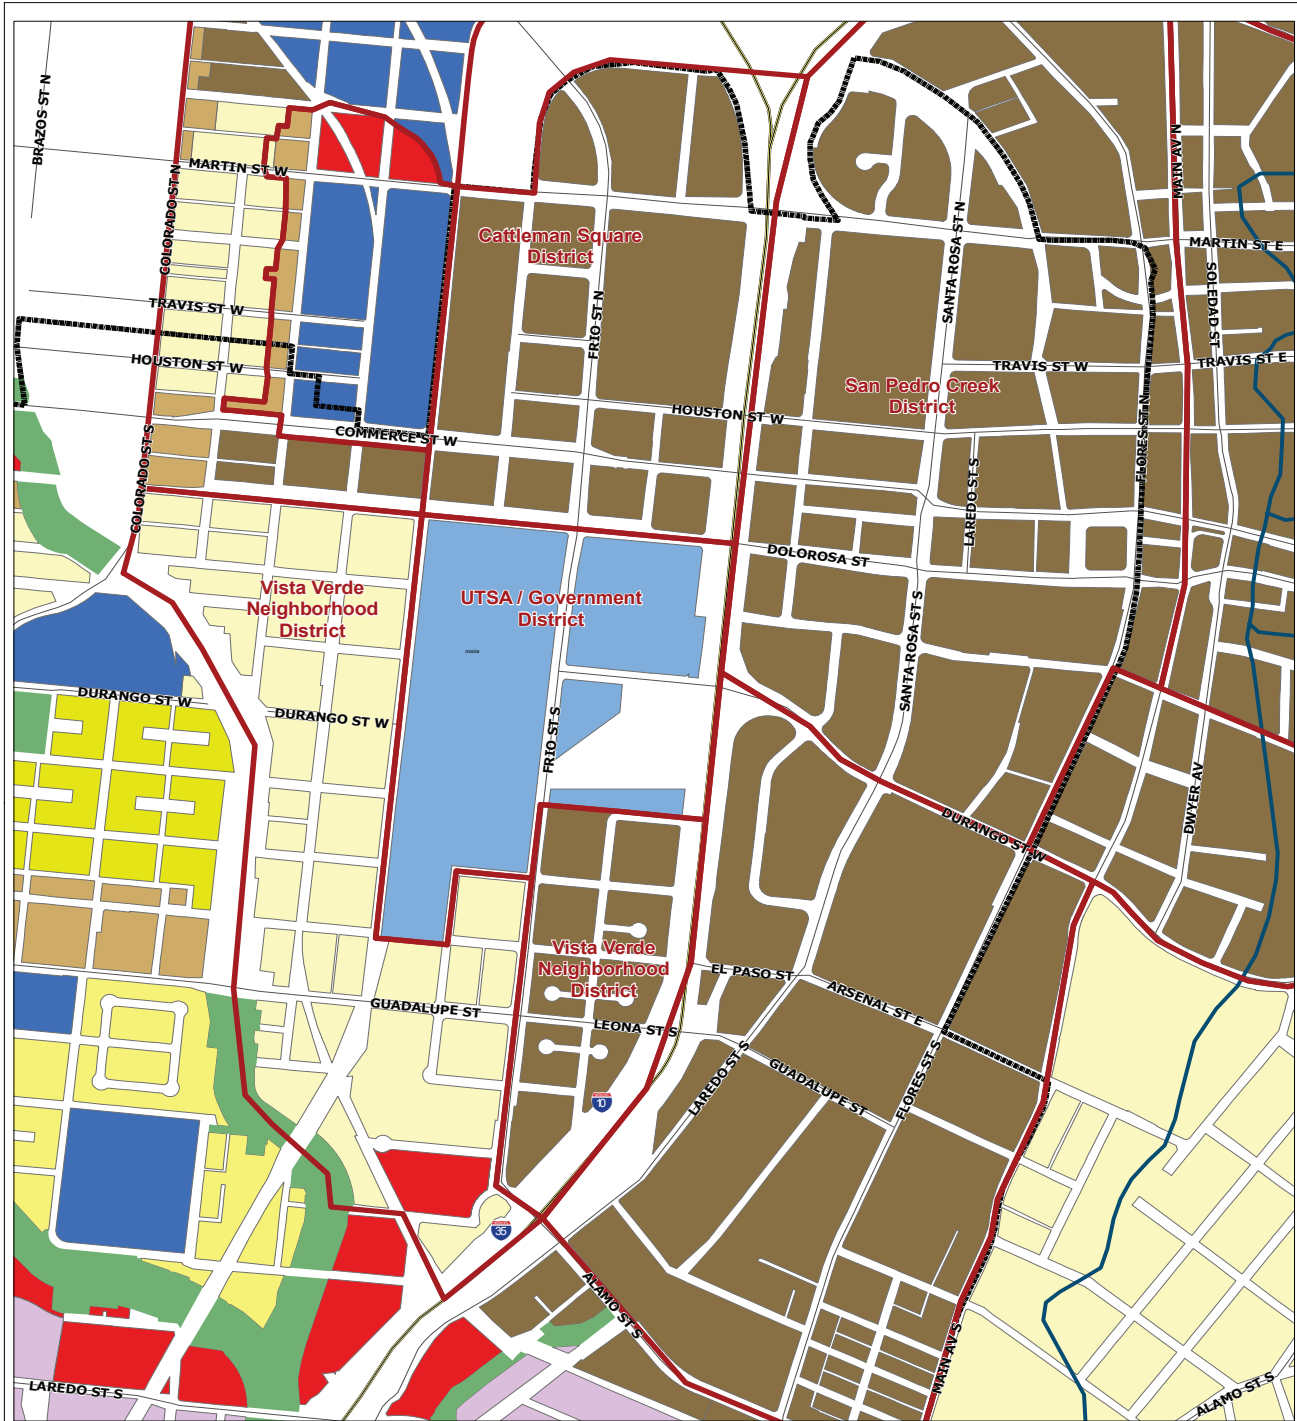 BRAZOS ST N
MARTIN ST W
COLORADO ST N
Cattleman Square
District
FRIO ST N
SANTA ROSA ST N
MAIN AV N
MARTIN ST E
SOLEDAD ST
TRAVIS ST W
HOUSTON ST W
TRAVIS ST W
TRAVIS ST E
San Pedro Creek
District
HOUSTON ST W
COMMERCE ST W
FLORES ST N
COLORADO ST S
LAREDO ST S
DOLOROSA ST
Vista Verde
Neighborhood
District
UTSA / Government
District
SANTA ROSA ST S
DURANGO ST W
DURANGO ST W
FRIO ST S
DWYER AV
DURANGO ST W
Vista Verde
Neighborhood
District
EL PASO ST
ARSENAL ST E
GUADALUPE ST
LEONA ST S
LAREDO ST S
GUADALUPE ST
FLORES ST S
10
35
ALAMO ST S
MAIN AV S
LAREDO ST S
ALAMO ST S